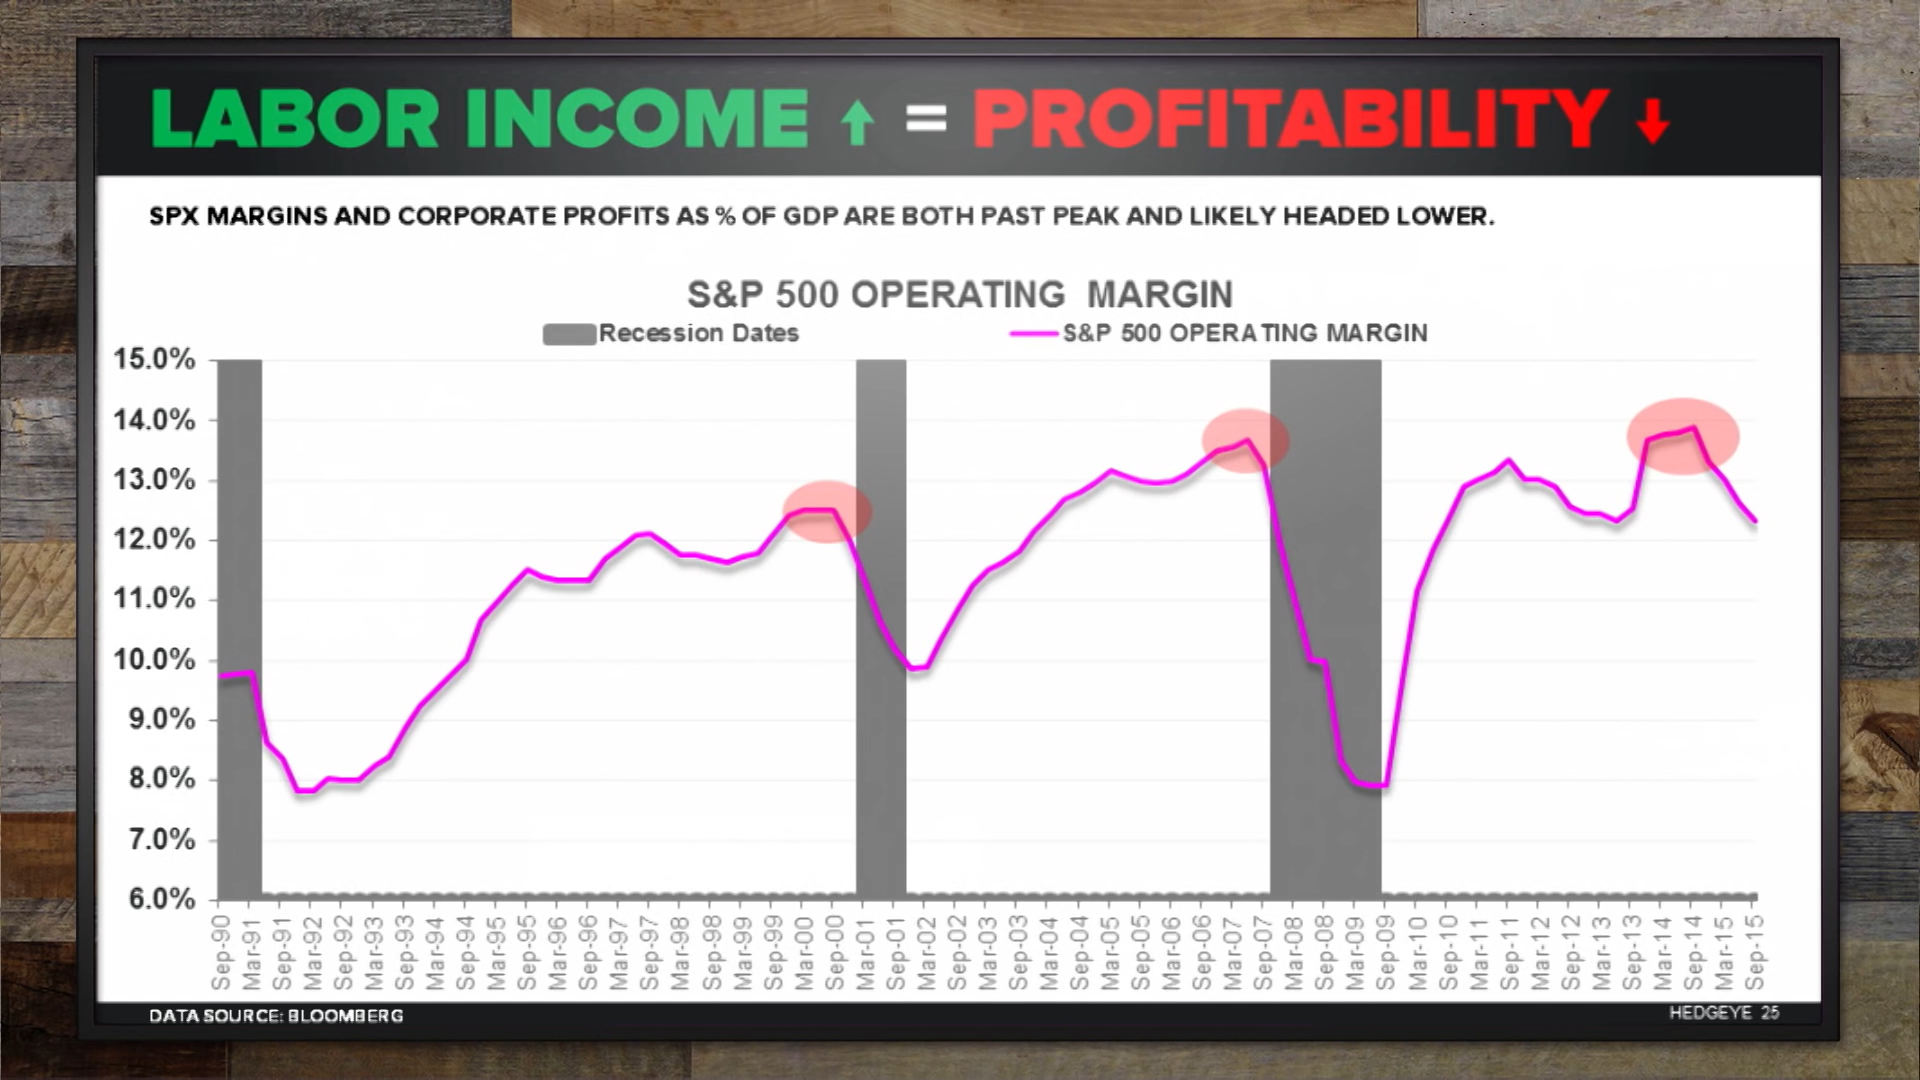 LABOR INCOME ↑ = PROFITABILITY ↓
SPX MARGINS AND CORPORATE PROFITS AS % OF GDP ARE BOTH PAST PEAK AND LIKELY HEADED LOWER.
S&P 500 OPERATING MARGIN
Recession Dates
S&P 500 OPERATING MARGIN
15.0%
14.0%
13.0%
12.0%
11.0%
10.0%
9.0%
8.0%
7.0%
6.0%
Sep-90
Mar-91
Sep-91
Mar-92
Sep-92
Mar-93
Sep-93
Mar-94
Sep-94
Mar-95
Sep-95
Mar-96
Sep-96
Mar-97
Sep-97
Mar-98
Sep-98
Mar-99
Sep-99
Mar-00
Sep-00
Mar-01
Sep-01
Mar-02
Sep-02
Mar-03
Sep-03
Mar-04
Sep-04
Mar-05
Sep-05
Mar-06
Sep-06
Mar-07
Sep-07
Mar-08
Sep-08
Mar-09
Sep-09
Mar-10
Sep-10
Mar-11
Sep-11
Mar-12
Sep-12
Mar-13
Sep-13
Mar-14
Sep-14
Mar-15
Sep-15
DATA SOURCE: BLOOMBERG
HEDGEYE 25